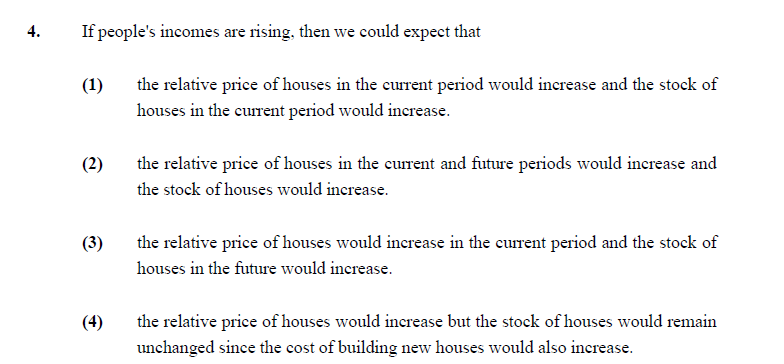 4. If people's incomes are rising, then we could expect that
(1) the relative price of houses in the current period would increase and the stock of
houses in the current period would increase.
(2) the relative price of houses in the current and future periods would increase and
the stock of houses would increase.
(3) the relative price of houses would increase in the current period and the stock of
houses in the future would increase.
(4) the relative price of houses would increase but the stock of houses would remain
unchanged since the cost of building new houses would also increase.